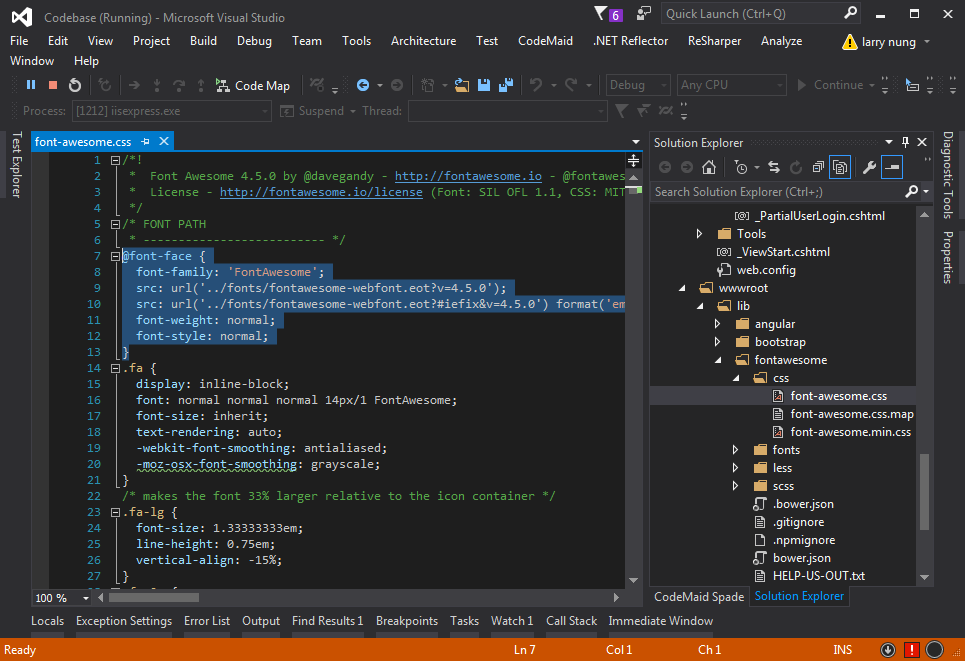 Codebase (Running) - Microsoft Visual Studio
6
Quick Launch (Ctrl+Q)
File Edit View Project Build Debug Team Tools Architecture Test CodeMaid .NET Reflector ReSharper Analyze larry nung
Window Help
Code Map Debug Any CPU Continue
Process: [1212] iisexpress.exe Suspend Thread:
Test Explorer
font-awesome.css
1 /*!
2 * Font Awesome 4.5.0 by @davegandy - http://fontawesome.io - @fontawes
3 * License - http://fontawesome.io/license (Font: SIL OFL 1.1, CSS: MIT
4 */
5 /* FONT PATH
6 * -------------------------- */
7 @font-face {
8 font-family: 'FontAwesome';
9 src: url('../fonts/fontawesome-webfont.eot?v=4.5.0');
10 src: url('../fonts/fontawesome-webfont.eot?#iefix&v=4.5.0') format('em
11 font-weight: normal;
12 font-style: normal;
13 }
14 .fa {
15 display: inline-block;
16 font: normal normal normal 14px/1 FontAwesome;
17 font-size: inherit;
18 text-rendering: auto;
19 -webkit-font-smoothing: antialiased;
20 -moz-osx-font-smoothing: grayscale;
21 }
22 /* makes the font 33% larger relative to the icon container */
23 .fa-lg {
24 font-size: 1.33333333em;
25 line-height: 0.75em;
26 vertical-align: -15%;
27 }
100 %
Solution Explorer
Search Solution Explorer (Ctrl+;)
_PartialUserLogin.cshtml
Tools
_ViewStart.cshtml
web.config
wwwroot
lib
angular
bootstrap
fontawesome
css
font-awesome.css
font-awesome.css.map
font-awesome.min.css
fonts
less
scss
.bower.json
.gitignore
.npmignore
bower.json
HELP-US-OUT.txt
CodeMaid Spade Solution Explorer
Diagnostic Tools
Properties
Locals Exception Settings Error List Output Find Results 1 Breakpoints Tasks Watch 1 Call Stack Immediate Window
Ready Ln 7 Col 1 Ch 1 INS